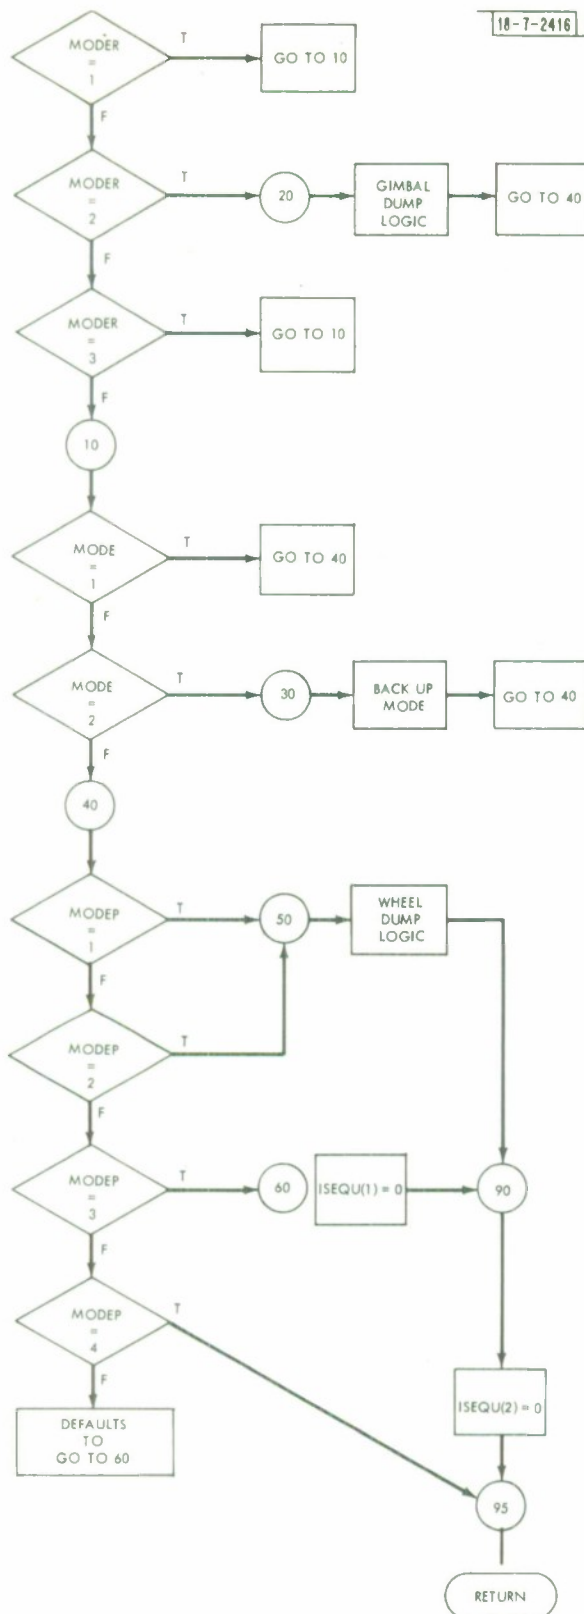 18-7-2416
MODER
=
1
T
GO TO 10
F
MODER
=
2
T
20
GIMBAL
DUMP
LOGIC
GO TO 40
F
MODER
=
3
T
GO TO 10
F
10
MODE
=
1
T
GO TO 40
F
MODE
=
2
T
30
BACK UP
MODE
GO TO 40
F
40
MODEP
=
1
T
50
WHEEL
DUMP
LOGIC
F
MODEP
=
2
T
F
MODEP
=
3
T
60
ISEQU(1) = 0
90
F
MODEP
=
4
T
F
ISEQU(2) = 0
DEFAULTS
TO
GO TO 60
95
RETURN